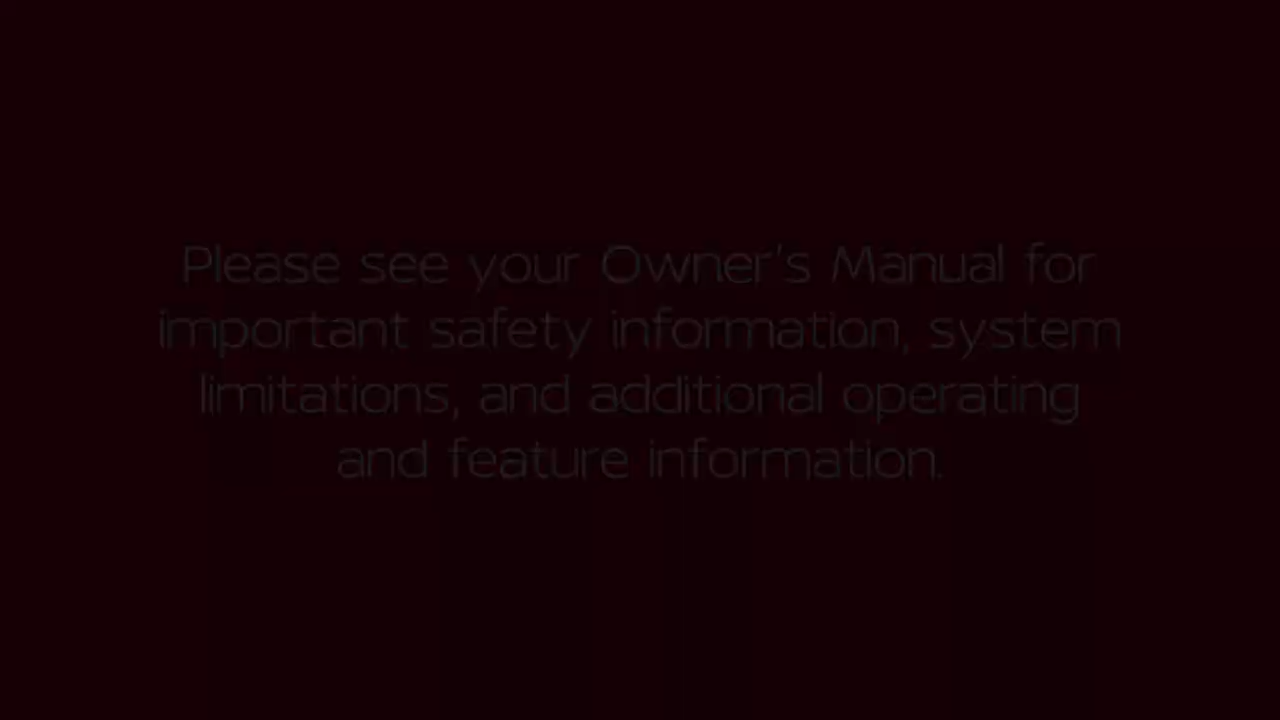 Please see your Owner's Manual for
important safety information, system
limitations, and additional operating
and feature information.